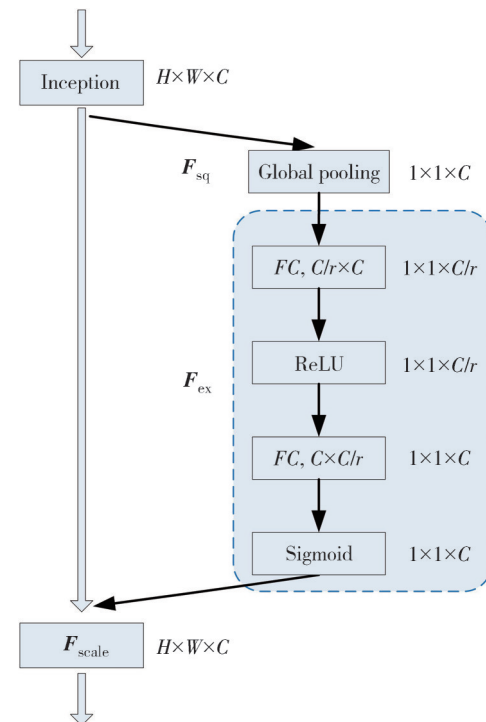 Inception H×W×C
F_sq Global pooling 1×1×C
FC, C/r×C 1×1×C/r
ReLU 1×1×C/r
F_ex
FC, C×C/r 1×1×C
Sigmoid 1×1×C
F_scale H×W×C